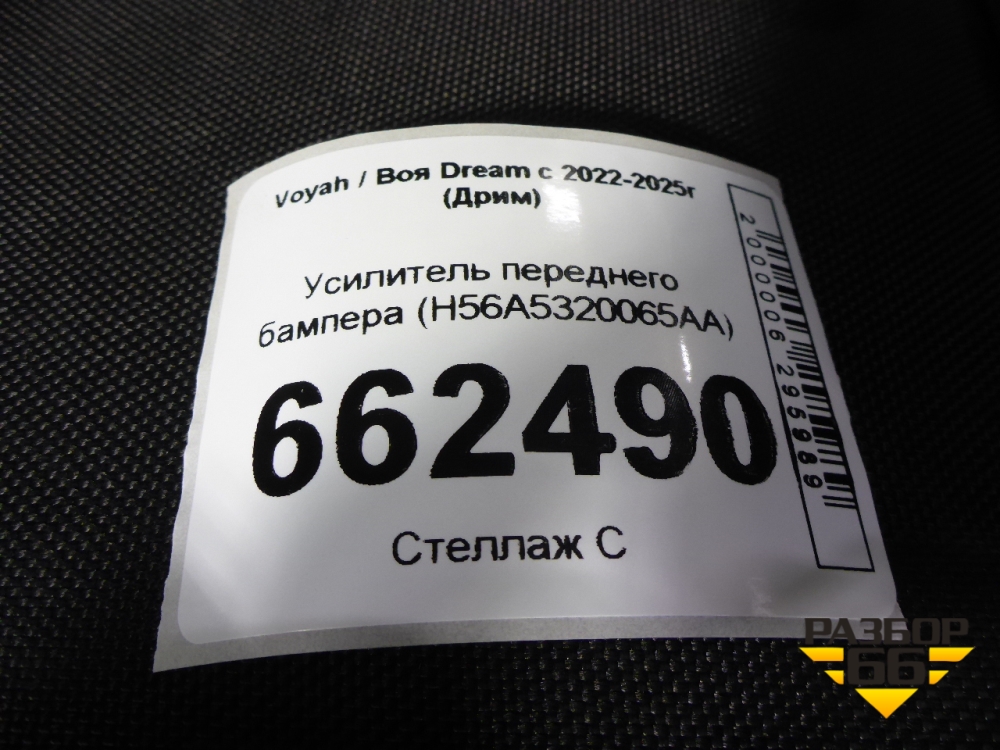 Voyah / Воя Dream с 2022-2025г
(Дрим)
Усилитель переднего
бампера (H56A5320065AA)
662490
Стеллаж С
2000006295989
РАЗБОР
66